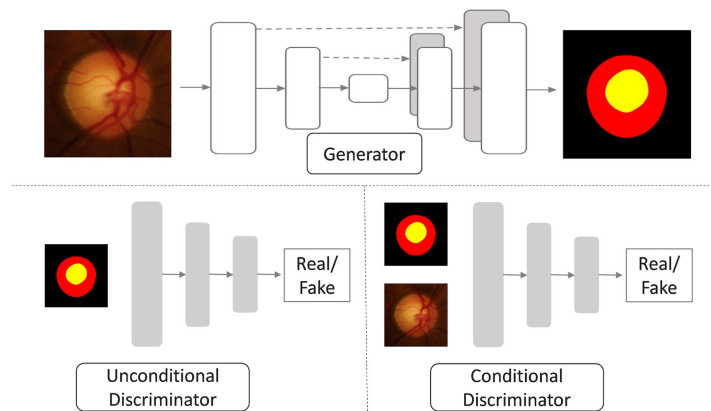 Generator
Real/
Fake
Unconditional
Discriminator
Real/
Fake
Conditional
Discriminator